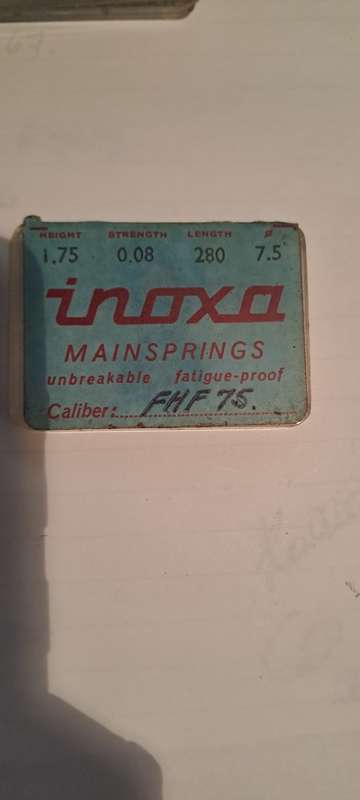 HEIGHT STRENGTH LENGTH Ø
1.75 0.08 280 7.5
inoxa
MAINSPRINGS
unbreakable fatigue-proof
Caliber: FHF 75.